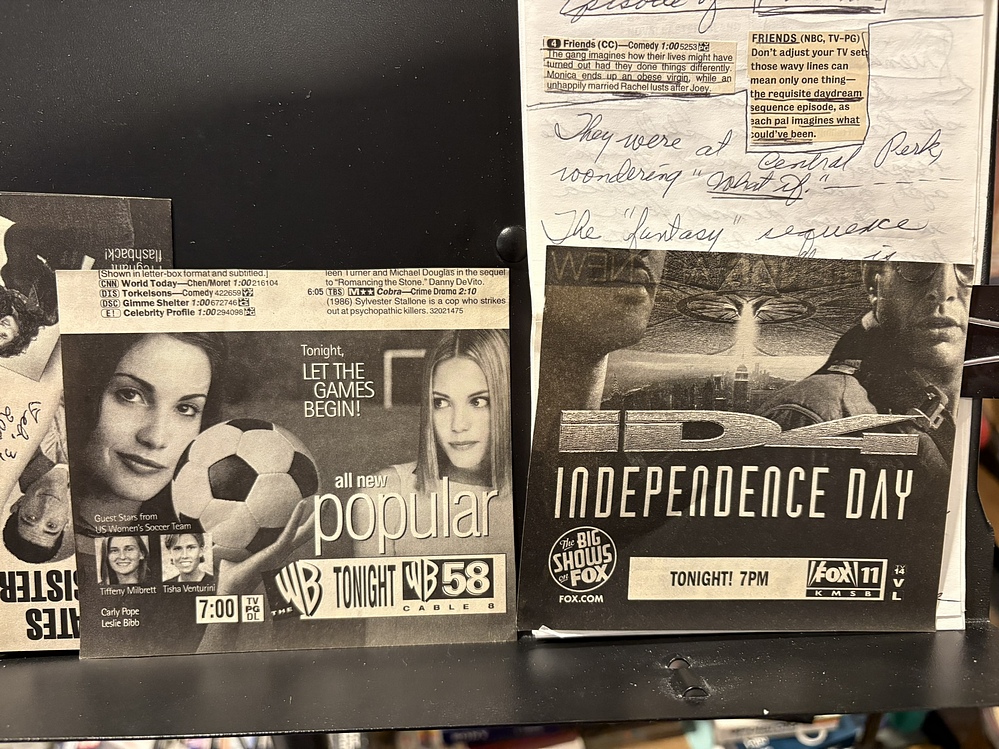 Episode of
4 Friends (CC)—Comedy 1:00 5253
The gang imagines how their lives might have
turned out had they done things differently.
Monica ends up an obese virgin, while an
unhappily married Rachel lusts after Joey.
FRIENDS (NBC, TV-PG)
Don't adjust your TV set:
those wavy lines can
mean only one thing—
the requisite daydream
sequence episode, as
each pal imagines what
could've been.
They were at Central Perk,
wondering "What if."
The "fantasy" sequence
flashback!
SISTER
[Shown in letter-box format and subtitled.]
CNN World Today—Chen/Moret 1:00 216104
DIS Torkelsons—Comedy 422659
DSC Gimme Shelter 1:00 672746
E! Celebrity Profile 1:00 294098
leen Turner and Michael Douglas in the sequel
to "Romancing the Stone." Danny DeVito.
6:05 TBS M★★ Cobra—Crime Drama 2:10
(1986) Sylvester Stallone is a cop who strikes
out at psychopathic killers. 32021475
Tonight,
LET THE
GAMES
BEGIN!
all new
popular
Guest Stars from
US Women's Soccer Team
Tiffeny Milbrett Tisha Venturini
Carly Pope
Leslie Bibb
7:00 TV PG DL
THE WB TONIGHT WB 58
CABLE 8
ID4
INDEPENDENCE DAY
The BIG
SHOWS
on FOX
FOX.COM
TONIGHT! 7PM
FOX 11
KMSB
TV 14 V L